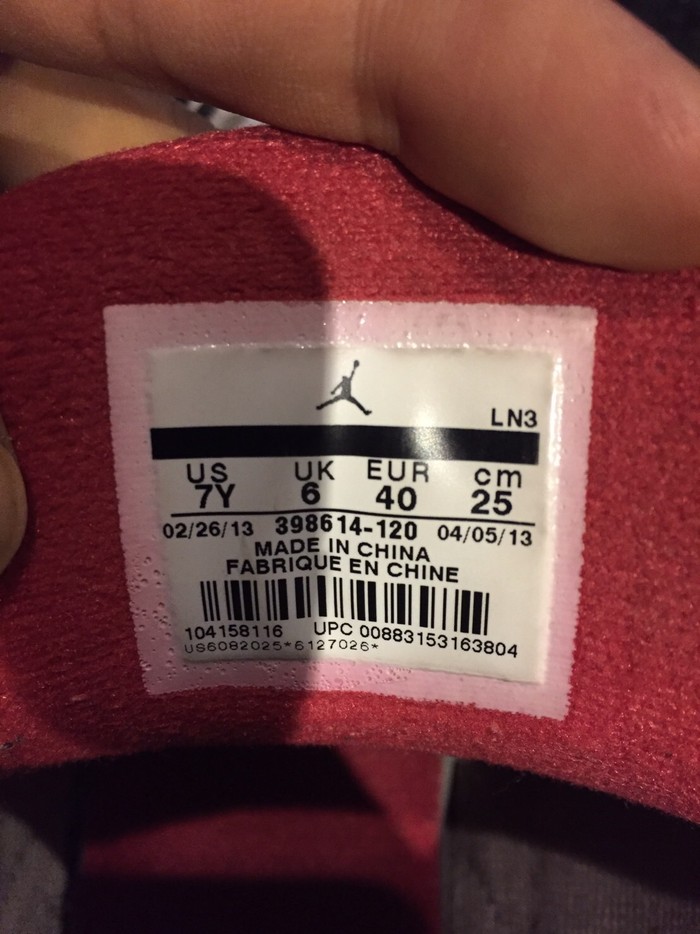 LN3
US UK EUR cm
7Y 6 40 25
02/26/13 398614-120 04/05/13
MADE IN CHINA
FABRIQUE EN CHINE
104158116 UPC 00883153163804
US6082025*6127026*